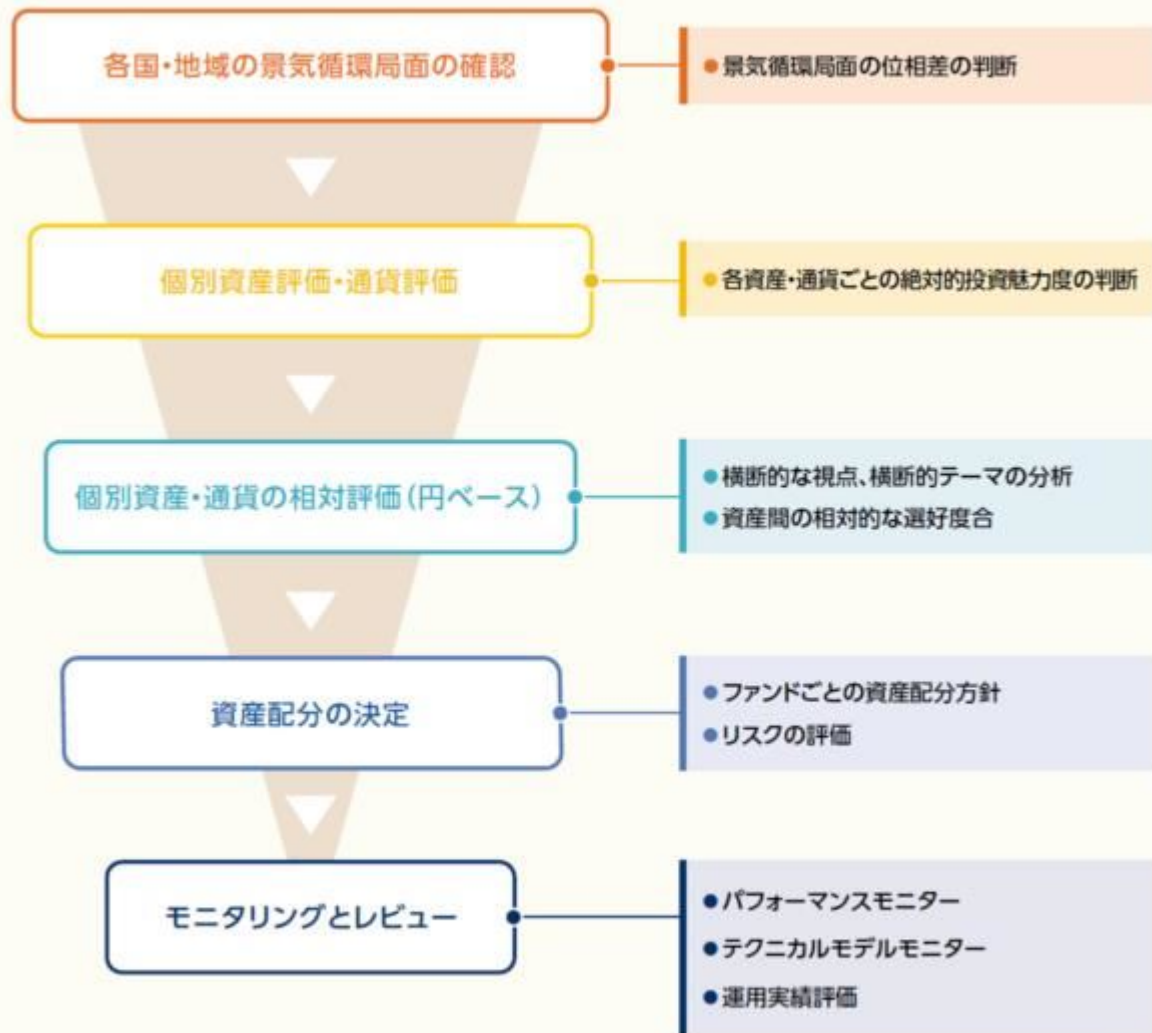 各国・地域の景気循環局面の確認
●景気循環局面の位相差の判断
個別資産評価・通貨評価
●各資産・通貨ごとの絶対的投資魅力度の判断
個別資産・通貨の相対評価(円ベース)
●横断的な視点、横断的テーマの分析
●資産間の相対的な選好度合
資産配分の決定
●ファンドごとの資産配分方針
●リスクの評価
モニタリングとレビュー
●パフォーマンスモニター
●テクニカルモデルモニター
●運用実績評価